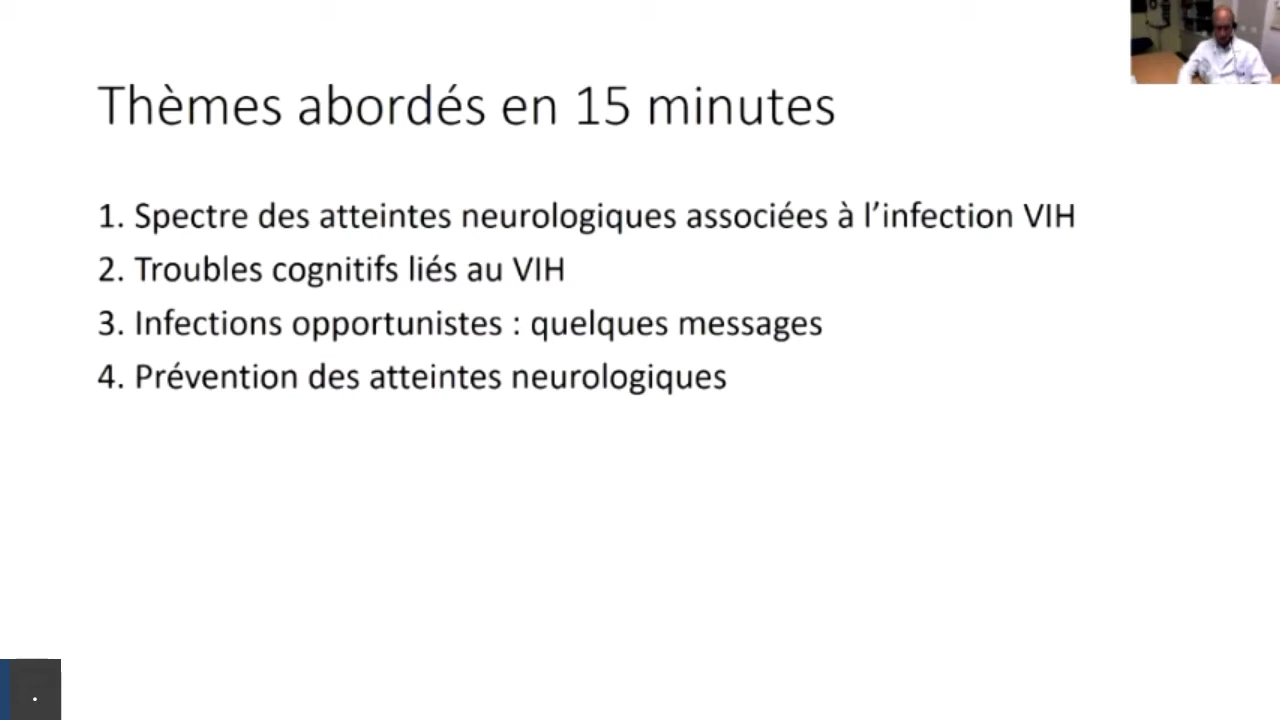 Thèmes abordés en 15 minutes
1. Spectre des atteintes neurologiques associées à l’infection VIH
2. Troubles cognitifs liés au VIH
3. Infections opportunistes : quelques messages
4. Prévention des atteintes neurologiques